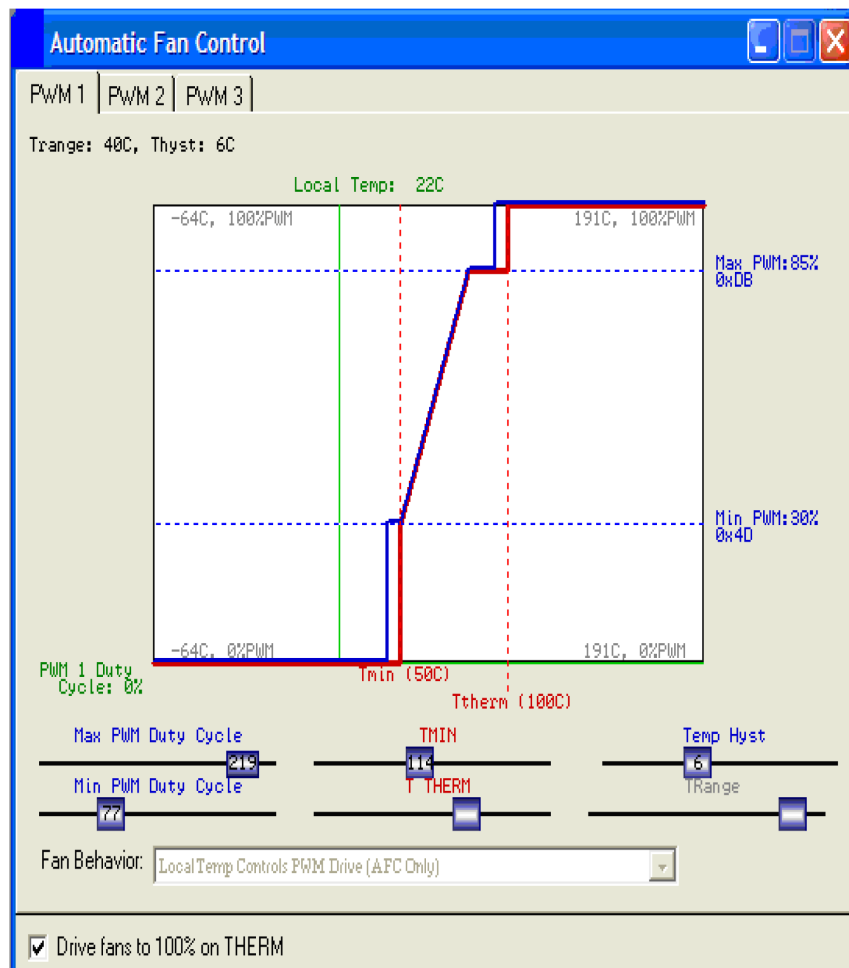 Automatic Fan Control
PWM 1 PWM 2 PWM 3
Trange: 40C, Thyst: 6C
Local Temp: 22C
-64C, 100%PWM 191C, 100%PWM
Max PWM:85%
0xDB
Min PWM:30%
0x4D
-64C, 0%PWM 191C, 0%PWM
PWM 1 Duty
Cycle: 0%
Tmin (50C)
Ttherm (100C)
Max PWM Duty Cycle TMIN Temp Hyst
219 114 6
Min PWM Duty Cycle T THERM TRange
77
Fan Behavior: Local Temp Controls PWM Drive (AFC Only)
Drive fans to 100% on THERM